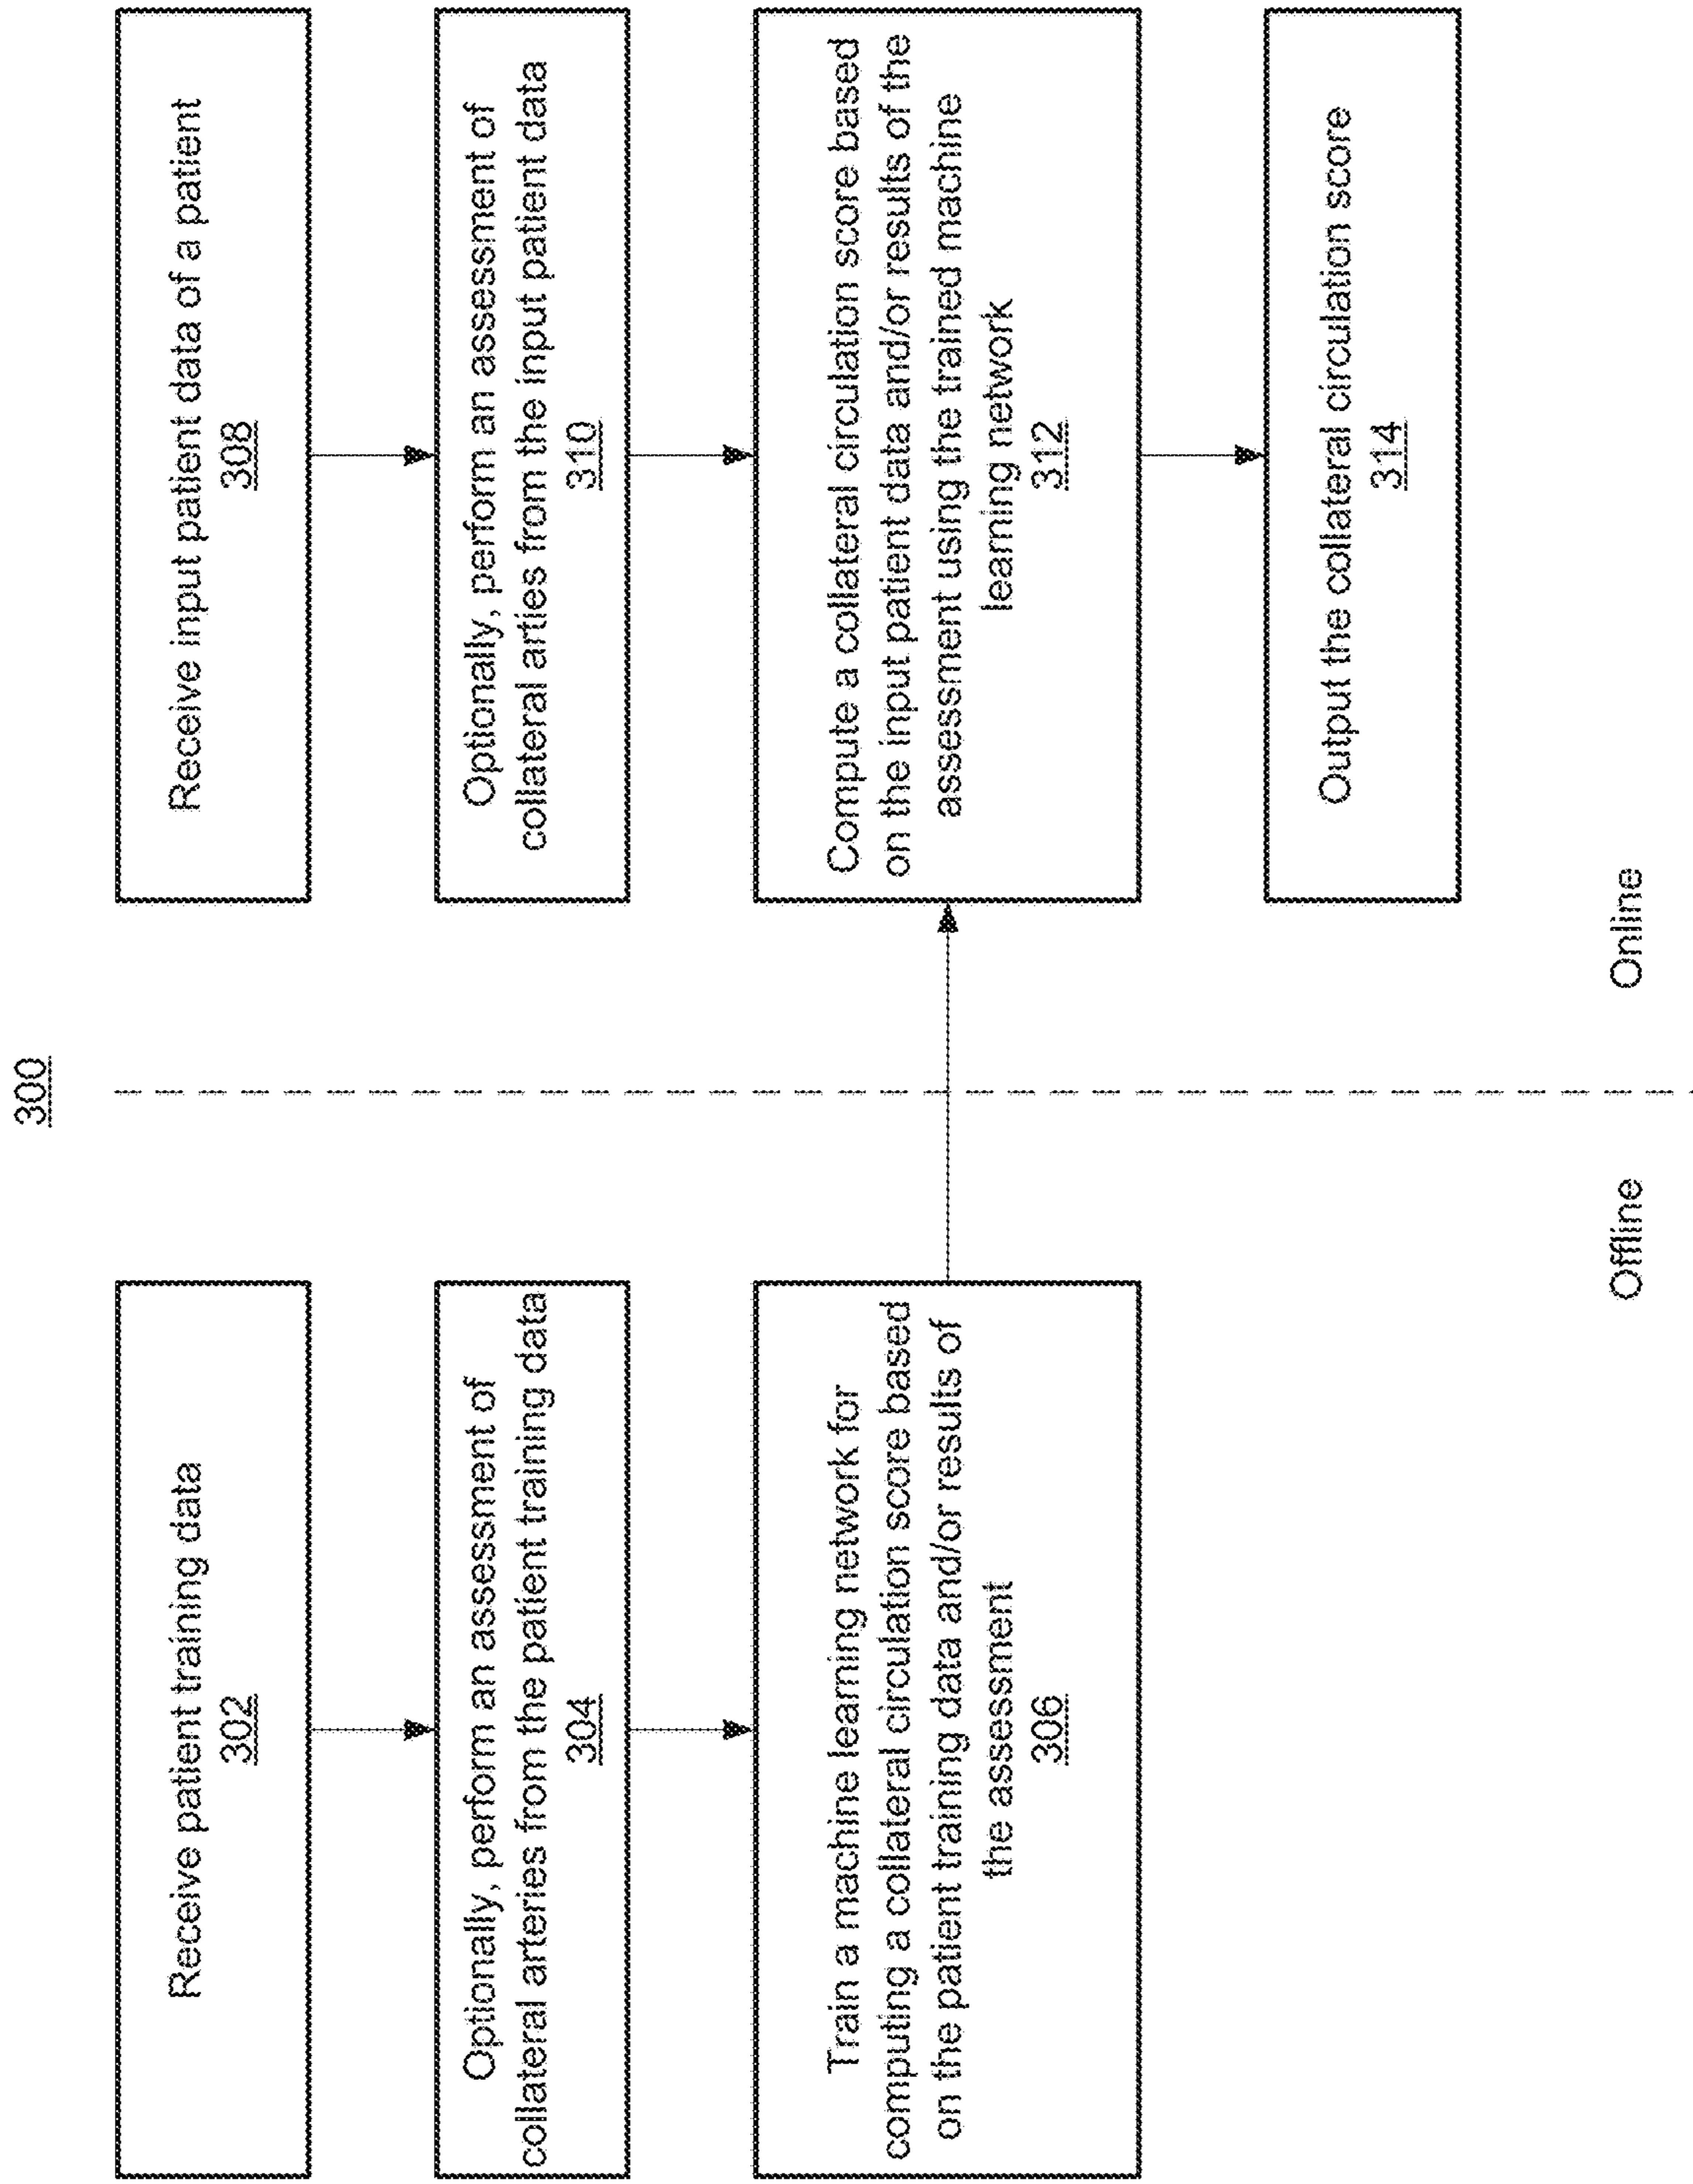 300
Receive patient training data
302
Optionally, perform an assessment of
collateral arteries from the patient training data
304
Train a machine learning network for
computing a collateral circulation score based
on the patient training data and/or results of
the assessment
306
Offline
Receive input patient data of a patient
308
Optionally, perform an assessment of
collateral arties from the input patient data
310
Compute a collateral circulation score based
on the input patient data and/or results of the
assessment using the trained machine
learning network
312
Output the collateral circulation score
314
Online